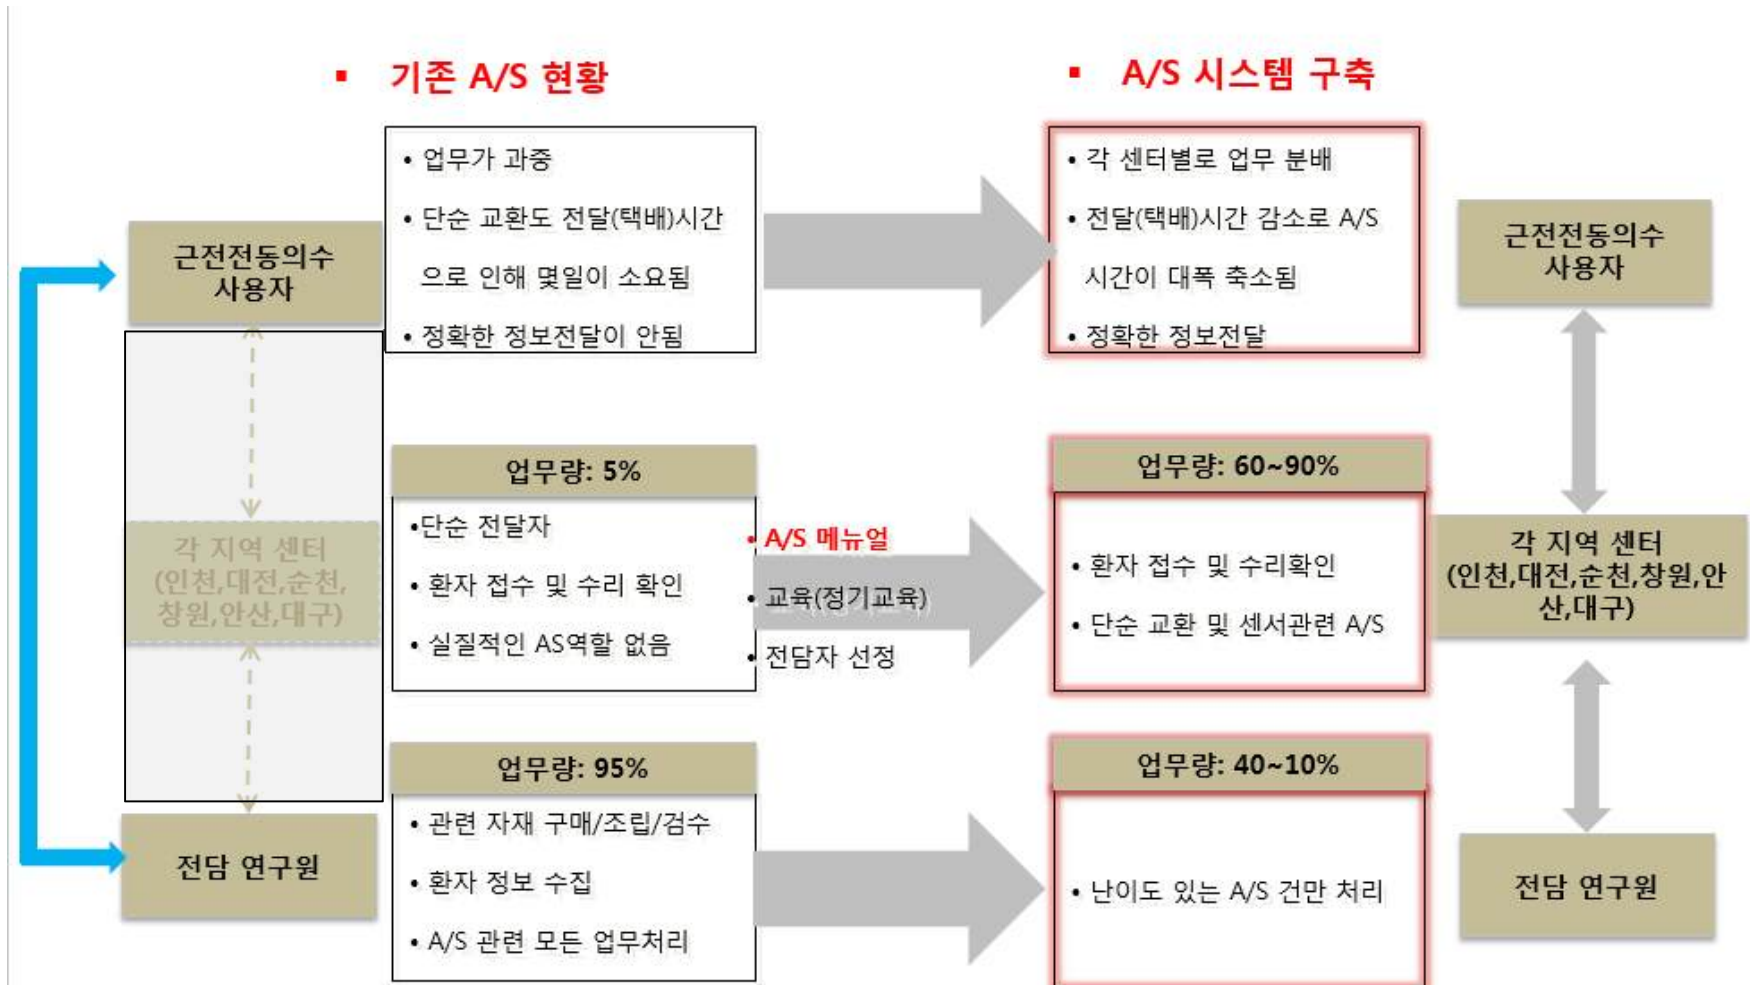 ▪ 기존 A/S 현황
▪ A/S 시스템 구축
• 업무가 과중
• 단순 교환도 전달(택배)시간
으로 인해 몇일이 소요됨
• 정확한 정보전달이 안됨
• 각 센터별로 업무 분배
• 전달(택배)시간 감소로 A/S
시간이 대폭 축소됨
• 정확한 정보전달
근전전동의수
사용자
근전전동의수
사용자
업무량: 5%
•단순 전달자
• 환자 접수 및 수리 확인
• 실질적인 AS역할 없음
• A/S 메뉴얼
• 교육(정기교육)
• 전담자 선정
업무량: 60~90%
• 환자 접수 및 수리확인
• 단순 교환 및 센서관련 A/S
각 지역 센터
(인천,대전,순천,
창원,안산,대구)
각 지역 센터
(인천,대전,순천,창원,안
산,대구)
업무량: 95%
• 관련 자재 구매/조립/검수
• 환자 정보 수집
• A/S 관련 모든 업무처리
업무량: 40~10%
• 난이도 있는 A/S 건만 처리
전담 연구원
전담 연구원